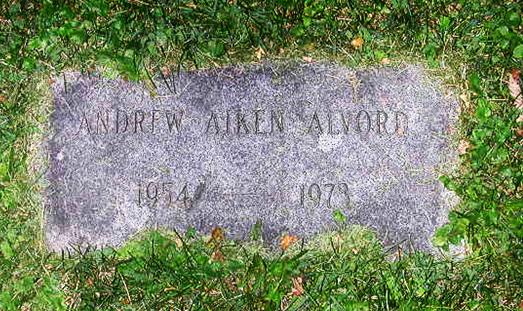 ANDREW AIKEN ALVORD
1954 — 1973